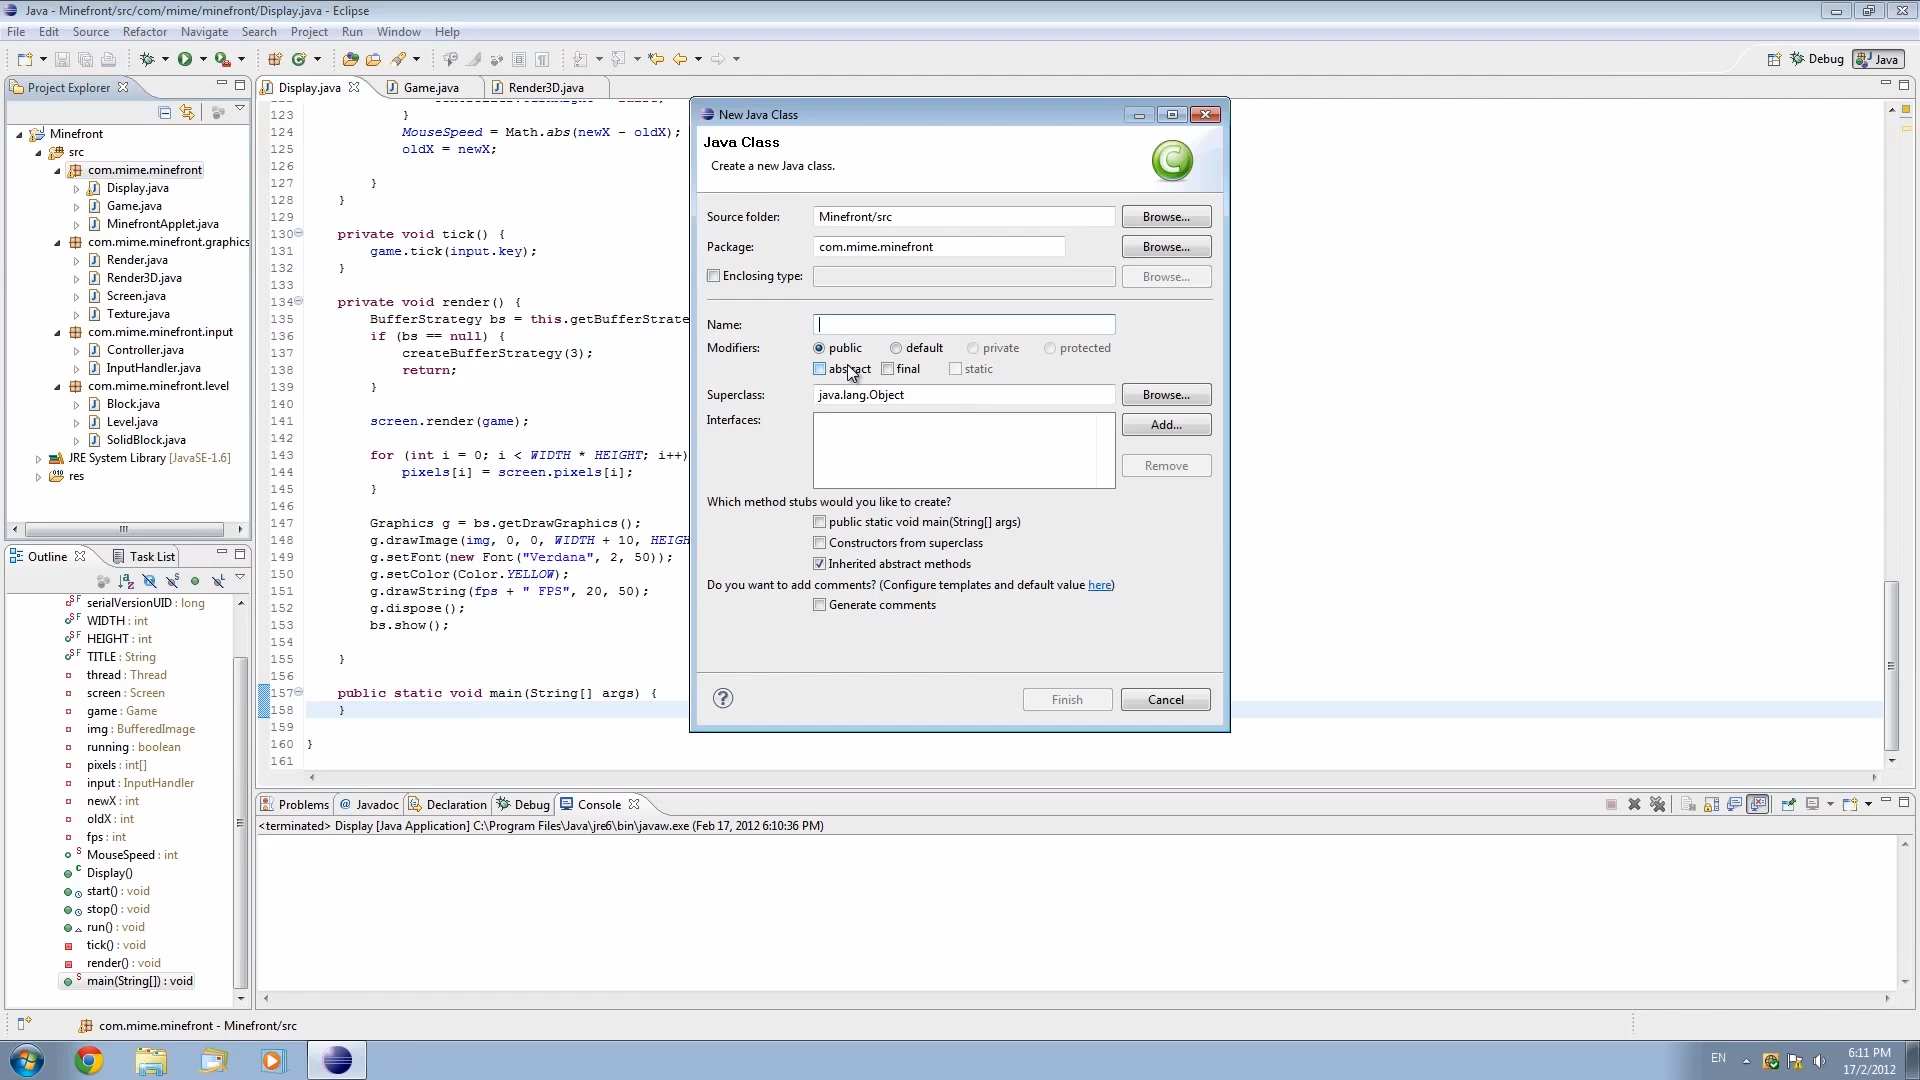 Java - Minefront/src/com/mime/minefront/Display.java - Eclipse
File Edit Source Refactor Navigate Search Project Run Window Help
Debug Java
Project Explorer
Display.java Game.java Render3D.java
Minefront
src
com.mime.minefront
Display.java
Game.java
MinefrontApplet.java
com.mime.minefront.graphics
Render.java
Render3D.java
Screen.java
Texture.java
com.mime.minefront.input
Controller.java
InputHandler.java
com.mime.minefront.level
Block.java
Level.java
SolidBlock.java
JRE System Library [JavaSE-1.6]
res
Outline Task List
serialVersionUID : long
WIDTH : int
HEIGHT : int
TITLE : String
thread : Thread
screen : Screen
game : Game
img : BufferedImage
running : boolean
pixels : int[]
input : InputHandler
newX : int
oldX : int
fps : int
MouseSpeed : int
Display()
start() : void
stop() : void
run() : void
tick() : void
render() : void
main(String[]) : void
123 }
124 MouseSpeed = Math.abs(newX - oldX);
125 oldX = newX;
126
127 }
128 }
129
130 private void tick() {
131 game.tick(input.key);
132 }
133
134 private void render() {
135 BufferStrategy bs = this.getBufferStrate
136 if (bs == null) {
137 createBufferStrategy(3);
138 return;
139 }
140
141 screen.render(game);
142
143 for (int i = 0; i < WIDTH * HEIGHT; i++)
144 pixels[i] = screen.pixels[i];
145 }
146
147 Graphics g = bs.getDrawGraphics();
148 g.drawImage(img, 0, 0, WIDTH + 10, HEIGH
149 g.setFont(new Font("Verdana", 2, 50));
150 g.setColor(Color.YELLOW);
151 g.drawString(fps + " FPS", 20, 50);
152 g.dispose();
153 bs.show();
154
155 }
156
157 public static void main(String[] args) {
158 }
159
160 }
161
New Java Class
Java Class
Create a new Java class.
Source folder: Minefront/src Browse...
Package: com.mime.minefront Browse...
Enclosing type: Browse...
Name:
Modifiers: public default private protected
abstract final static
Superclass: java.lang.Object Browse...
Interfaces: Add...
Remove
Which method stubs would you like to create?
public static void main(String[] args)
Constructors from superclass
Inherited abstract methods
Do you want to add comments? (Configure templates and default value here)
Generate comments
Finish Cancel
Problems Javadoc Declaration Debug Console
<terminated> Display [Java Application] C:\Program Files\Java\jre6\bin\javaw.exe (Feb 17, 2012 6:10:36 PM)
com.mime.minefront - Minefront/src
EN
6:11 PM
17/2/2012